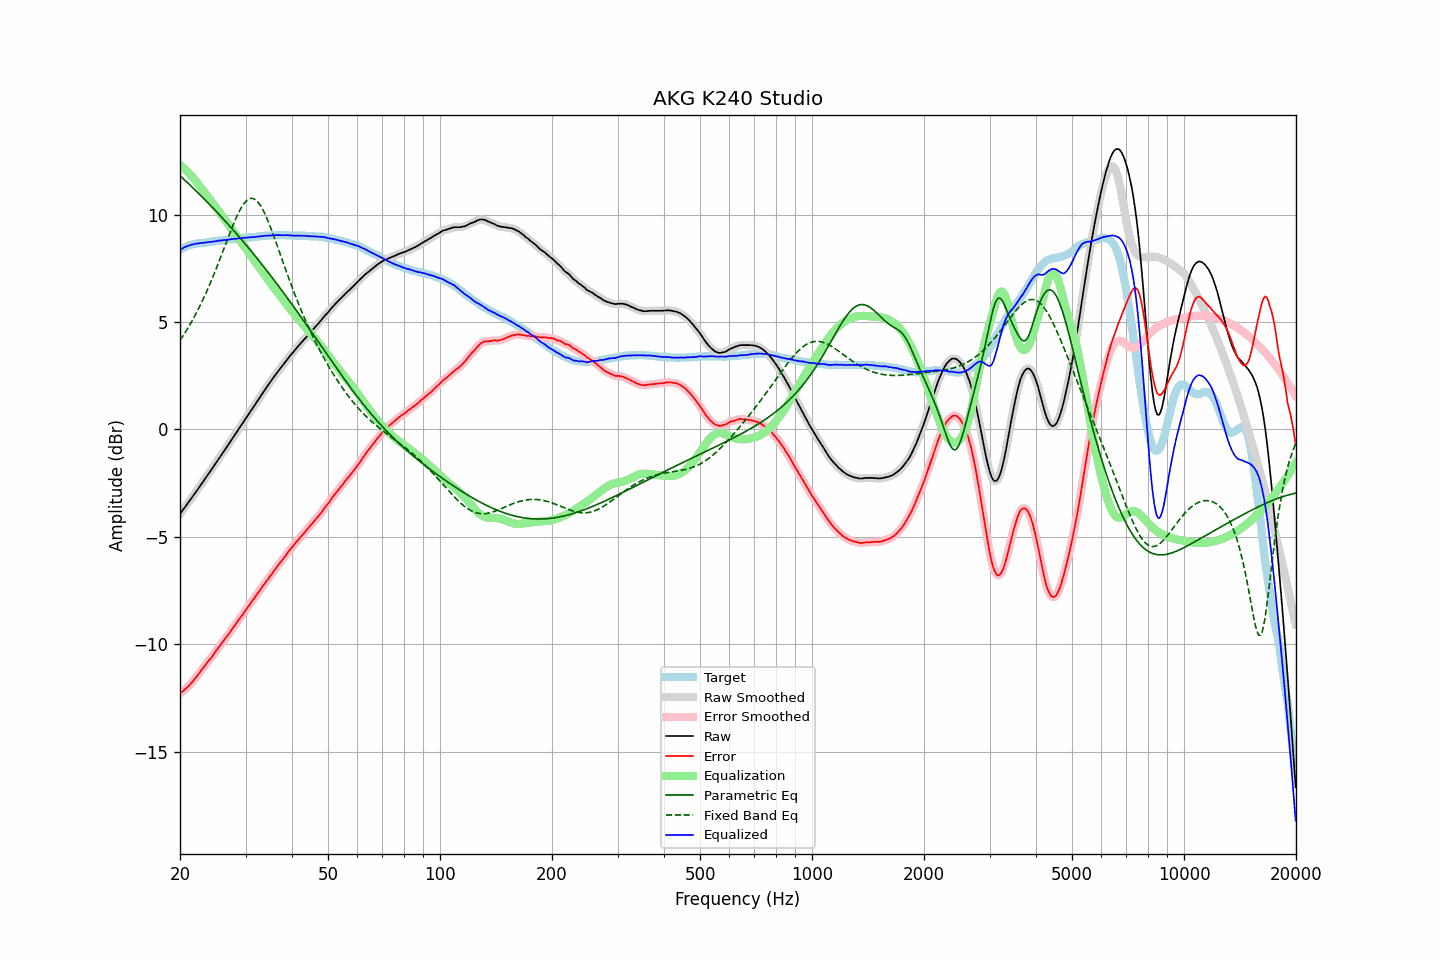 AKG K240 Studio
Amplitude (dBr)
10
5
0
−5
−10
−15
Target
Raw Smoothed
Error Smoothed
Raw
Error
Equalization
Parametric Eq
Fixed Band Eq
Equalized
20 50 100 200 500 1000 2000 5000 10000 20000
Frequency (Hz)